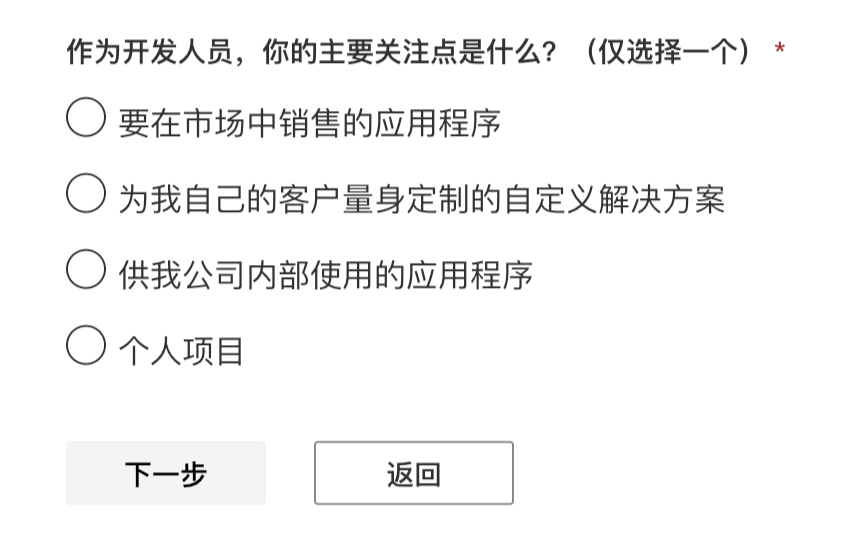 作为开发人员，你的主要关注点是什么？（仅选择一个） *
要在市场中销售的应用程序
为我自己的客户量身定制的自定义解决方案
供我公司内部使用的应用程序
个人项目
下一步 返回